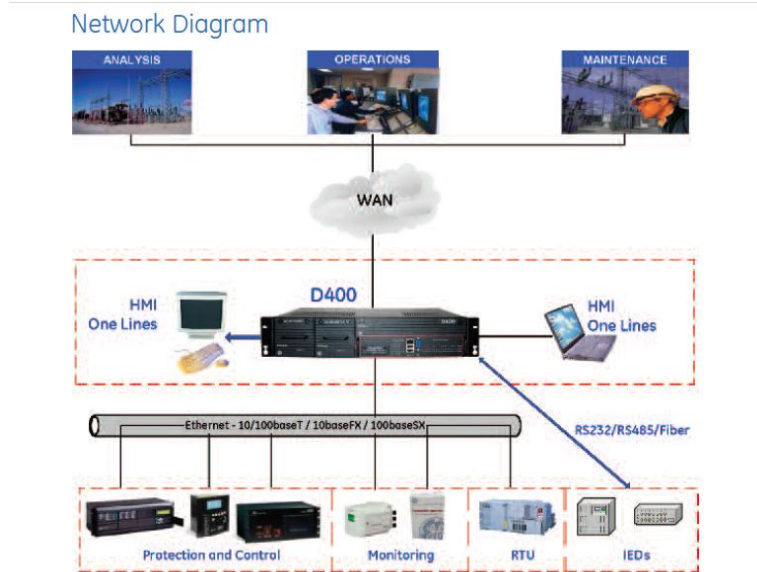 Network Diagram
ANALYSIS
OPERATIONS
MAINTENANCE
WAN
D400
HMI
One Lines
D400
HMI
One Lines
Ethernet - 10/100baseT / 10baseFX / 100baseSX
RS232/RS485/Fiber
Protection and Control
Monitoring
RTU
IEDs